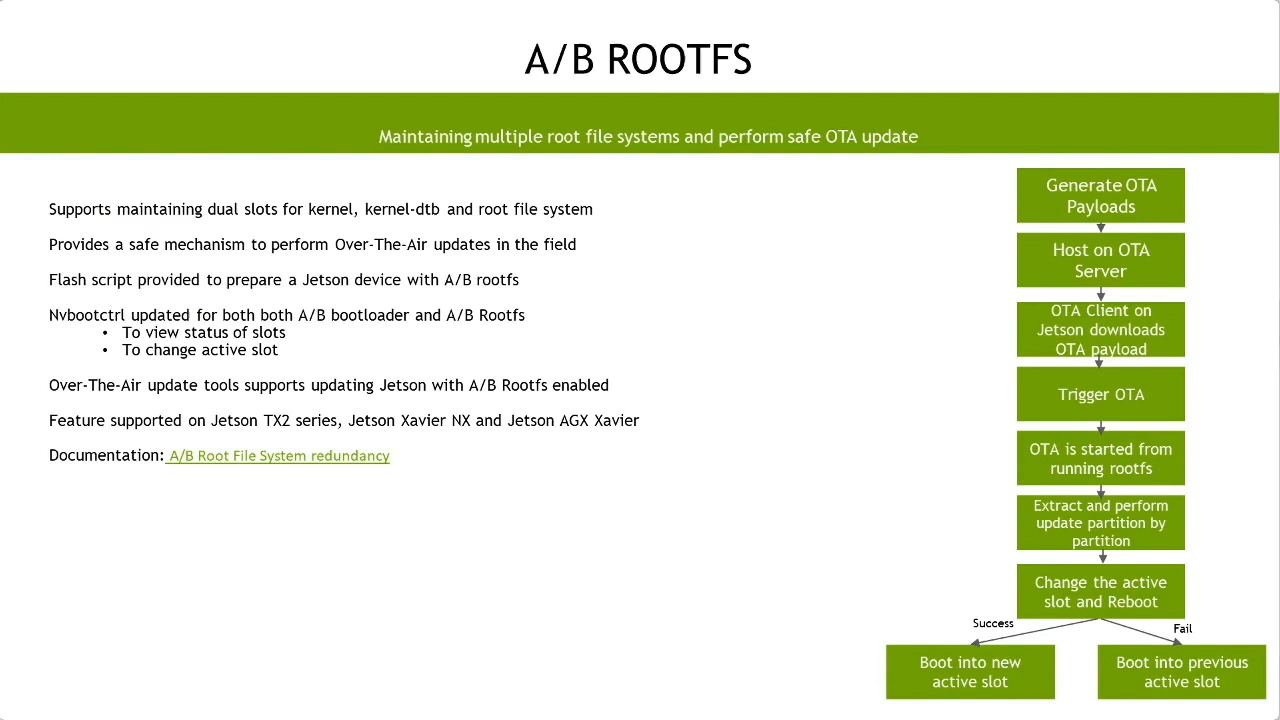 A/B ROOTFS
Maintaining multiple root file systems and perform safe OTA update
Supports maintaining dual slots for kernel, kernel-dtb and root file system
Provides a safe mechanism to perform Over-The-Air updates in the field
Flash script provided to prepare a Jetson device with A/B rootfs
Nvbootctrl updated for both both A/B bootloader and A/B Rootfs
• To view status of slots
• To change active slot
Over-The-Air update tools supports updating Jetson with A/B Rootfs enabled
Feature supported on Jetson TX2 series, Jetson Xavier NX and Jetson AGX Xavier
Documentation: A/B Root File System redundancy
Generate OTA
Payloads
Host on OTA
Server
OTA Client on
Jetson downloads
OTA payload
Trigger OTA
OTA is started from
running rootfs
Extract and perform
update partition by
partition
Change the active
slot and Reboot
Success
Fail
Boot into new
active slot
Boot into previous
active slot